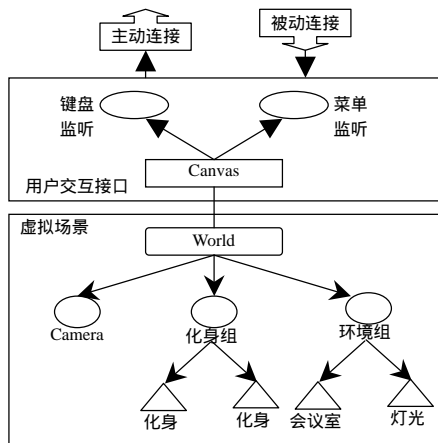 主动连接
被动连接
键盘
监听
菜单
监听
Canvas
用户交互接口
虚拟场景
World
Camera
化身组
环境组
化身
化身
会议室
灯光